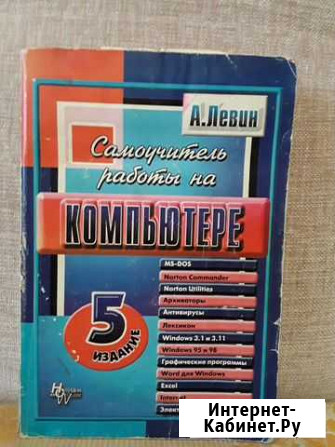 А.Левин
Самоучитель
работы на
КОМПЬЮТЕРЕ
MS-DOS
Norton Commander
Norton Utilities
Архиваторы
Антивирусы
Лексикон
Windows 3.1 и 3.11
Windows 95 и 98
Графические программы
Word для Windows
Excel
5
ИЗДАНИЕ
Интернет-
Кабинет.Ру